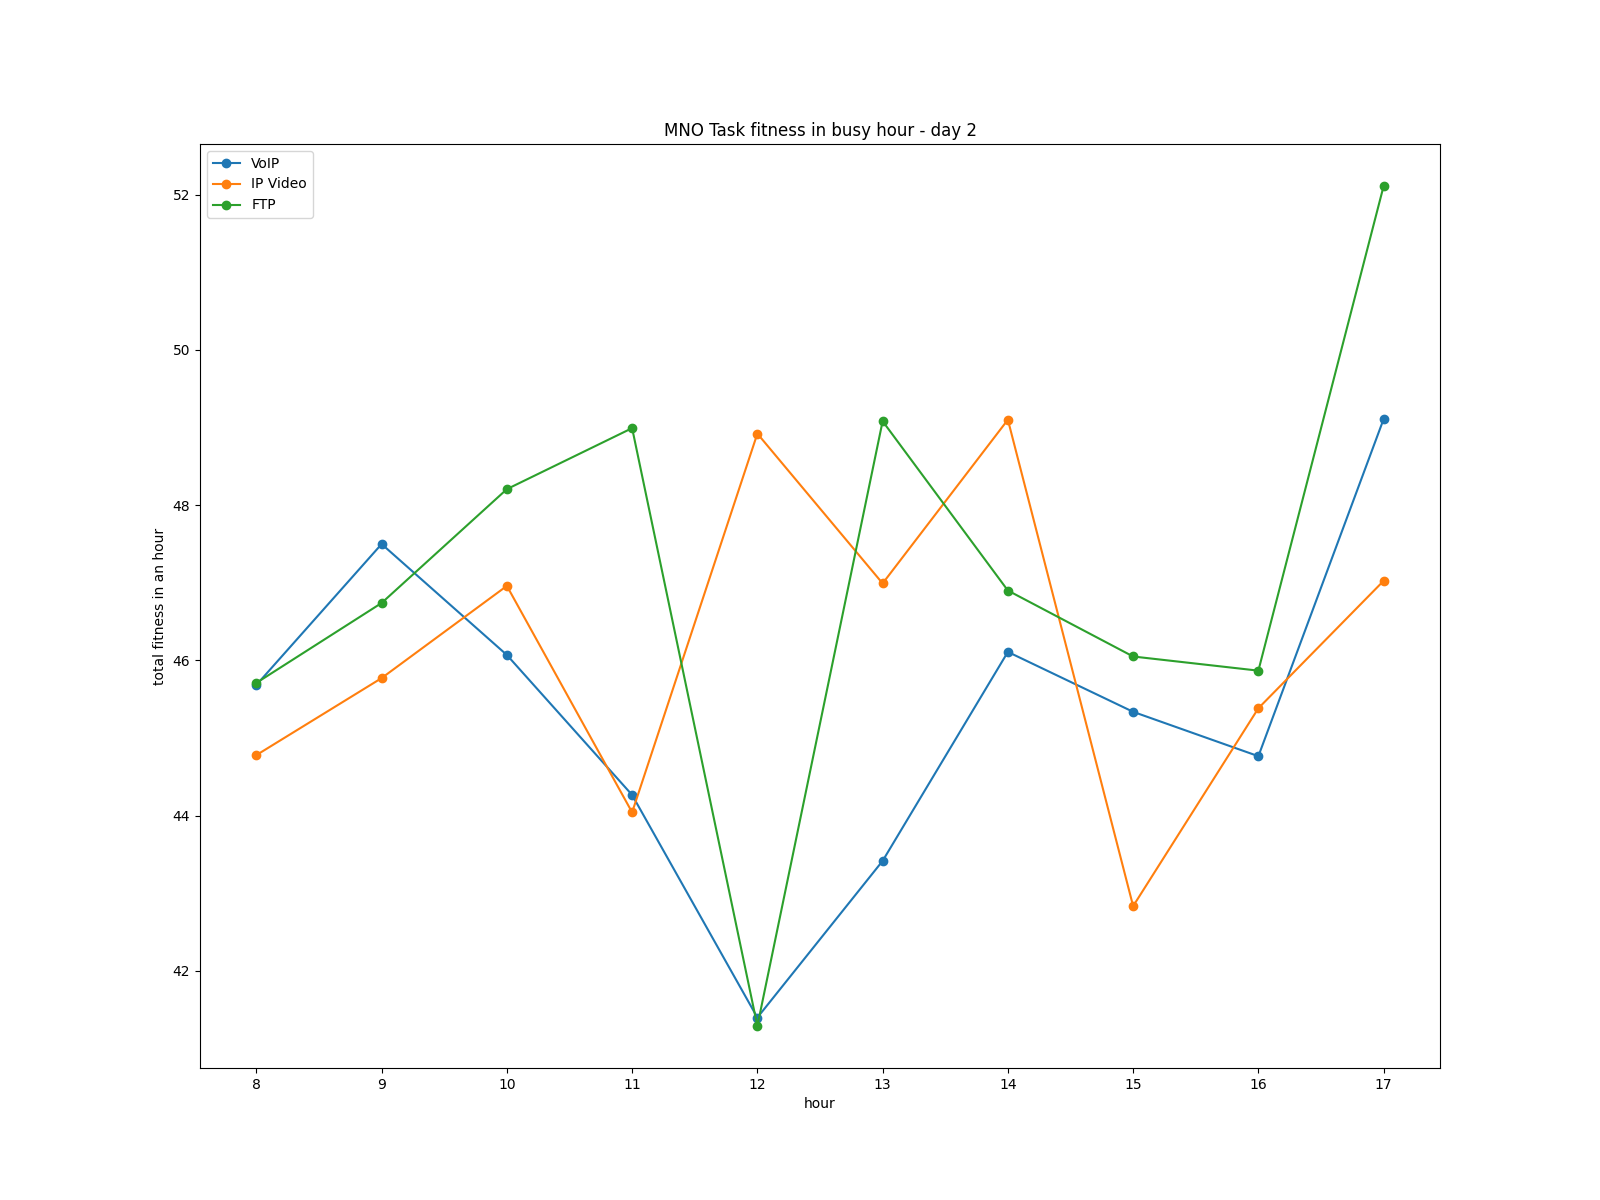 MNO Task fitness in busy hour - day 2
VoIP
IP Video
FTP
52
50
48
46
44
42
total fitness in an hour
8 9 10 11 12 13 14 15 16 17
hour